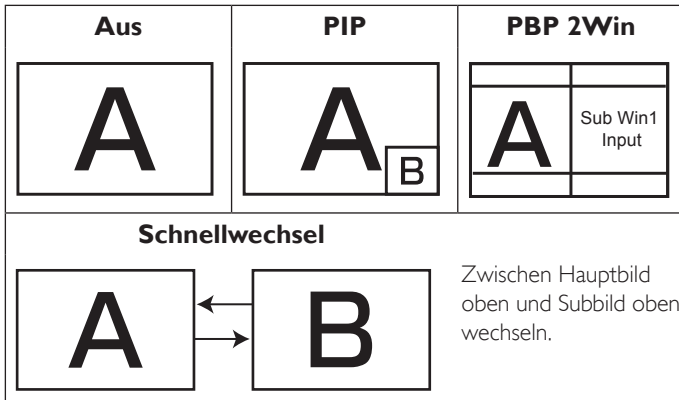 Aus
PIP
PBP 2Win
A
A
B
A
Sub Win1
Input
Schnellwechsel
A
B
Zwischen Hauptbild
oben und Subbild oben
wechseln.